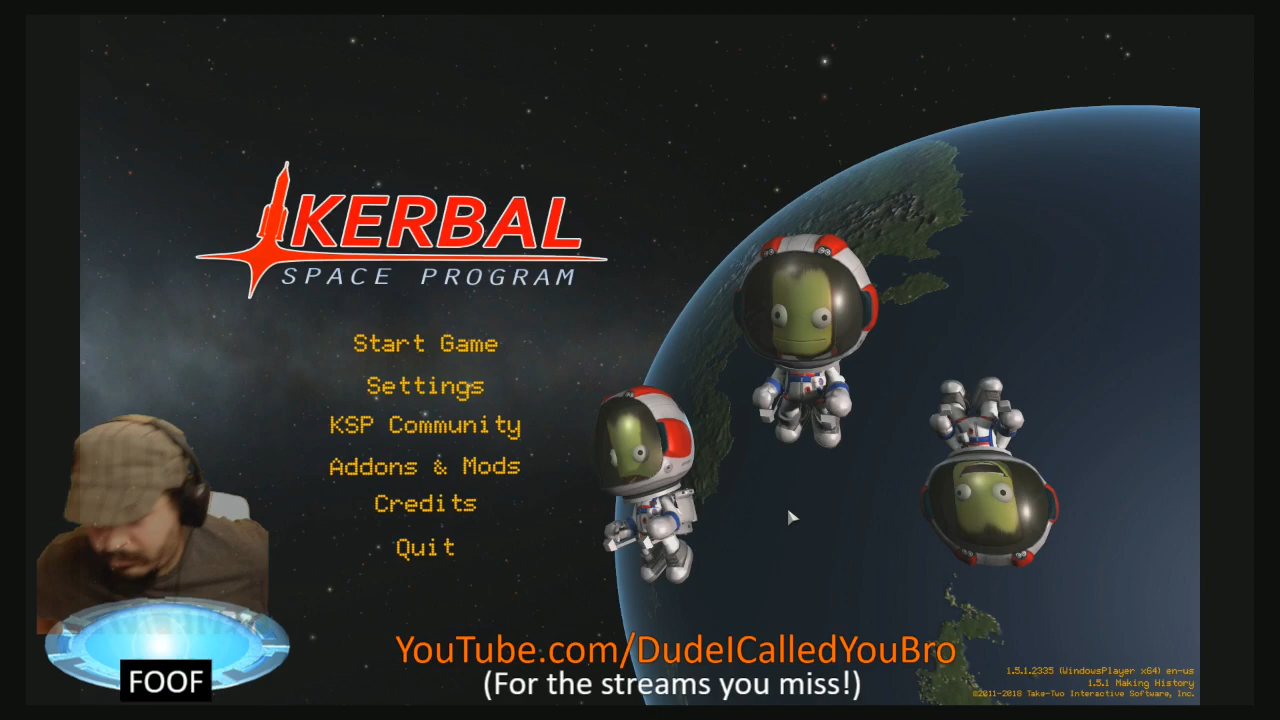 KERBAL
SPACE PROGRAM
Start Game
Settings
KSP Community
Addons & Mods
Credits
Quit
FOOF
YouTube.com/DudeICalledYouBro
(For the streams you miss!)
1.5.1.2335 (WindowsPlayer x64) en-us
1.5.1 Making History
©2011-2018 Take-Two Interactive Software, Inc.